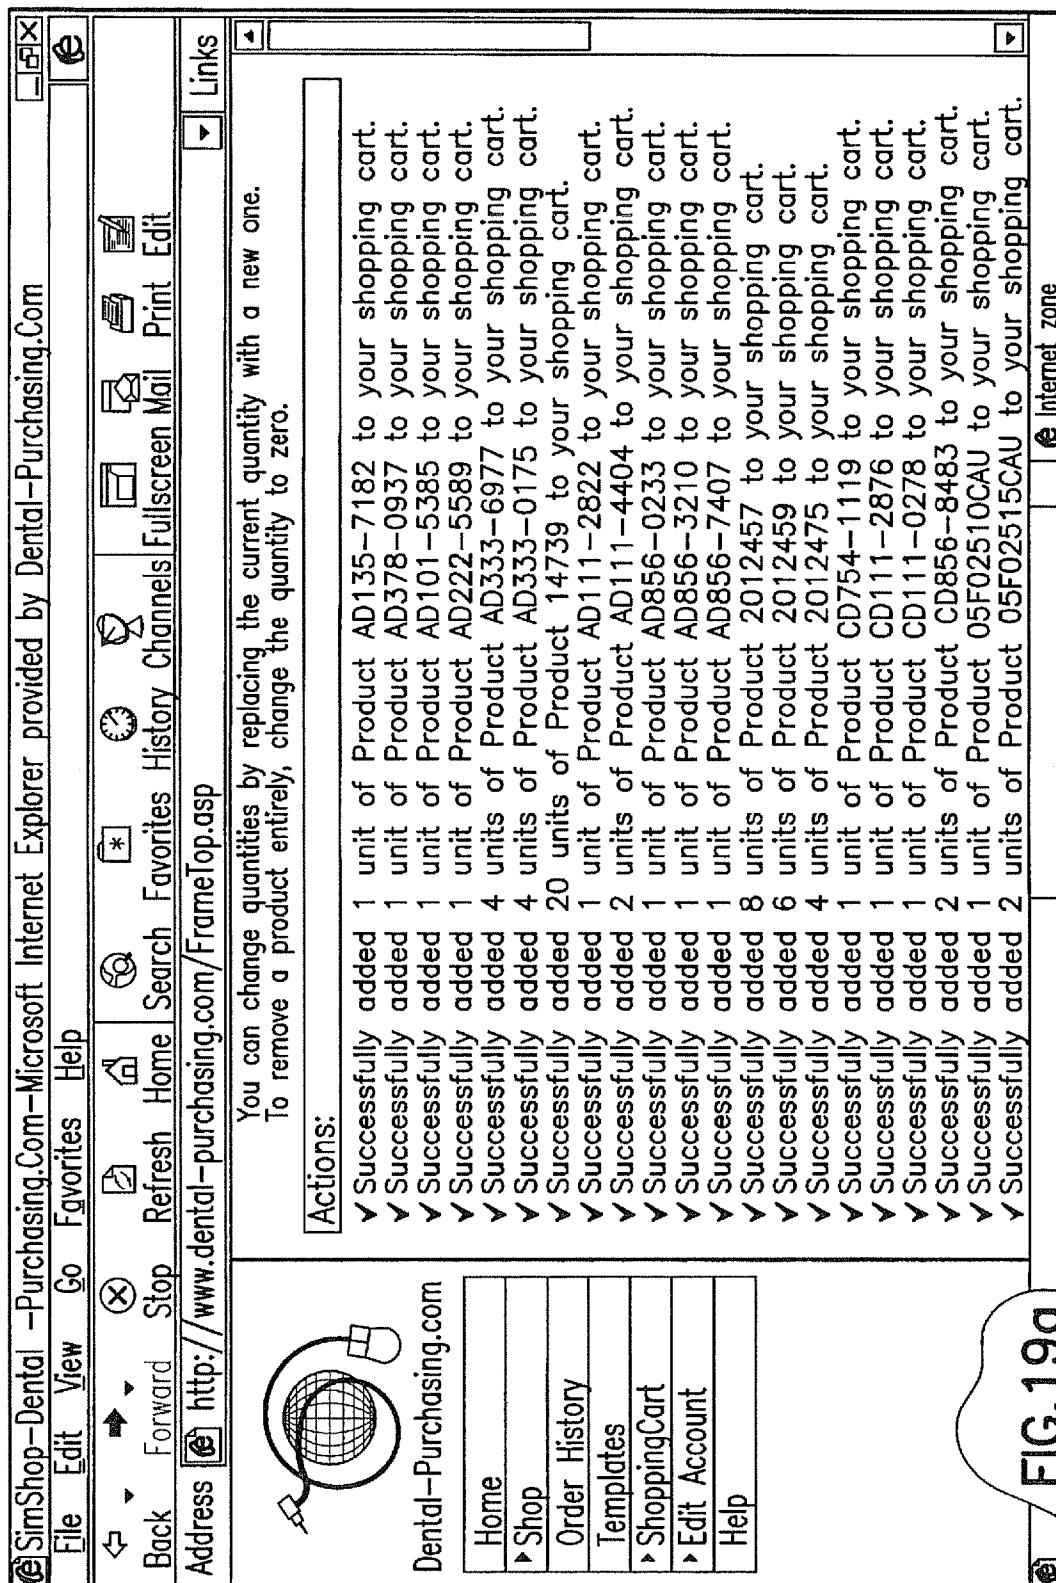 SimShop-Dental -Purchasing.Com-Microsoft Internet Explorer provided by Dental-Purchasing.Com
File Edit View Go Favorites Help
Back Forward Stop Refresh Home Search Favorites History Channels Fullscreen Mail Print Edit
Address http://www.dental-purchasing.com/FrameTop.asp Links
Dental-Purchasing.com
Home
Shop
Order History
Templates
ShoppingCart
Edit Account
Help
You can change quantities by replacing the current quantity with a new one.
To remove a product entirely, change the quantity to zero.
Actions:
✓Successfully added 1 unit of Product AD135-7182 to your shopping cart.
✓Successfully added 1 unit of Product AD378-0937 to your shopping cart.
✓Successfully added 1 unit of Product AD101-5385 to your shopping cart.
✓Successfully added 1 unit of Product AD222-5589 to your shopping cart.
✓Successfully added 4 units of Product AD333-6977 to your shopping cart.
✓Successfully added 4 units of Product AD333-0175 to your shopping cart.
✓Successfully added 20 units of Product 14739 to your shopping cart.
✓Successfully added 1 unit of Product AD111-2822 to your shopping cart.
✓Successfully added 2 units of Product AD111-4404 to your shopping cart.
✓Successfully added 1 unit of Product AD856-0233 to your shopping cart.
✓Successfully added 1 unit of Product AD856-3210 to your shopping cart.
✓Successfully added 1 unit of Product AD856-7407 to your shopping cart.
✓Successfully added 8 units of Product 2012457 to your shopping cart.
✓Successfully added 6 units of Product 2012459 to your shopping cart.
✓Successfully added 4 units of Product 2012475 to your shopping cart.
✓Successfully added 1 unit of Product CD754-1119 to your shopping cart.
✓Successfully added 1 unit of Product CD111-2876 to your shopping cart.
✓Successfully added 1 unit of Product CD111-0278 to your shopping cart.
✓Successfully added 2 units of Product CD856-8483 to your shopping cart.
✓Successfully added 1 unit of Product 05F02510CAU to your shopping cart.
✓Successfully added 2 units of Product 05F02515CAU to your shopping cart.
Internet zone
FIG.19a